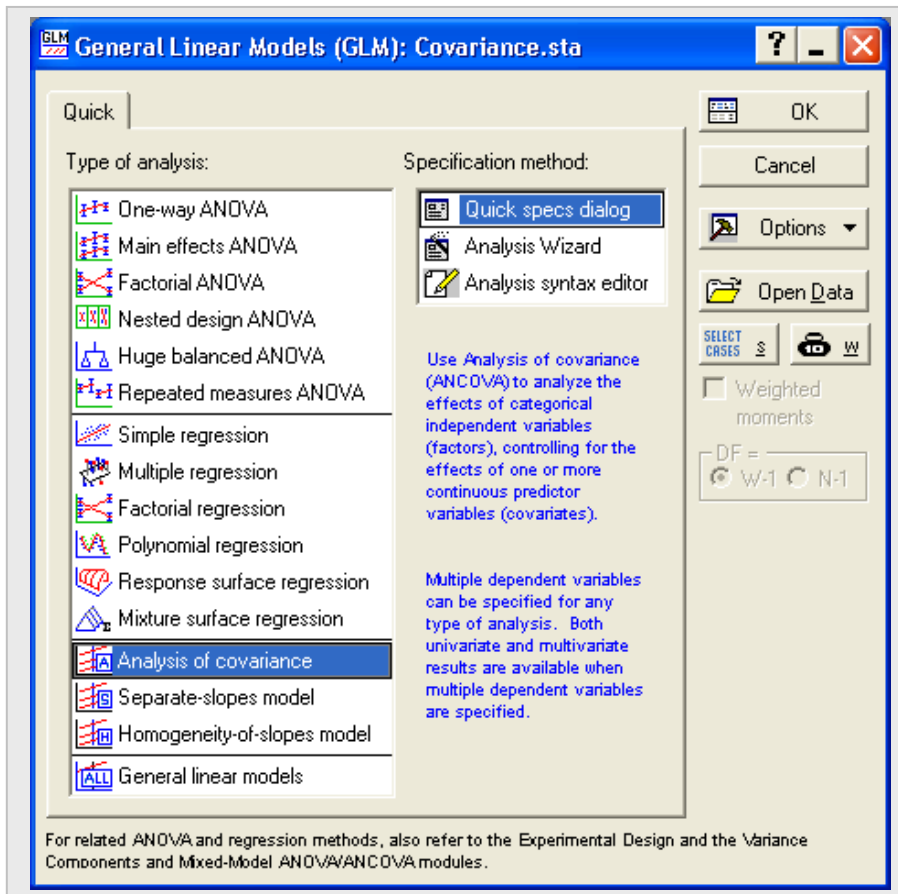 GLM General Linear Models (GLM): Covariance.sta
Quick
Type of analysis:
One-way ANOVA
Main effects ANOVA
Factorial ANOVA
Nested design ANOVA
Huge balanced ANOVA
Repeated measures ANOVA
Simple regression
Multiple regression
Factorial regression
Polynomial regression
Response surface regression
Mixture surface regression
A Analysis of covariance
S Separate-slopes model
H Homogeneity-of-slopes model
ALL General linear models
Specification method:
Quick specs dialog
Analysis Wizard
Analysis syntax editor
Use Analysis of covariance
(ANCOVA) to analyze the
effects of categorical
independent variables
(factors), controlling for the
effects of one or more
continuous predictor
variables (covariates).
Multiple dependent variables
can be specified for any
type of analysis. Both
univariate and multivariate
results are available when
multiple dependent variables
are specified.
OK
Cancel
Options
Open Data
SELECT
CASES S
W
Weighted
moments
DF =
W-1 N-1
For related ANOVA and regression methods, also refer to the Experimental Design and the Variance
Components and Mixed-Model ANOVA/ANCOVA modules.